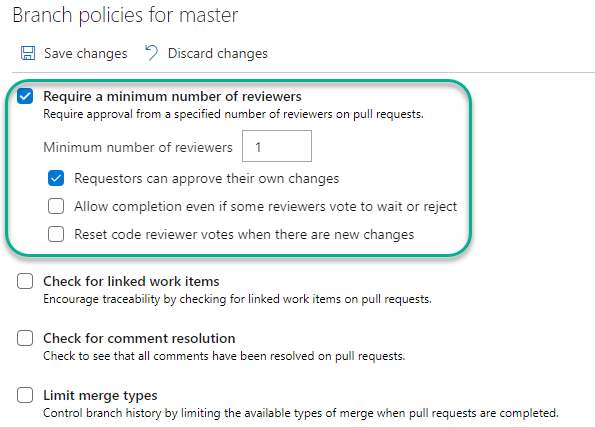 Branch policies for master
Save changes Discard changes
Require a minimum number of reviewers
Require approval from a specified number of reviewers on pull requests.
Minimum number of reviewers 1
Requestors can approve their own changes
Allow completion even if some reviewers vote to wait or reject
Reset code reviewer votes when there are new changes
Check for linked work items
Encourage traceability by checking for linked work items on pull requests.
Check for comment resolution
Check to see that all comments have been resolved on pull requests.
Limit merge types
Control branch history by limiting the available types of merge when pull requests are completed.